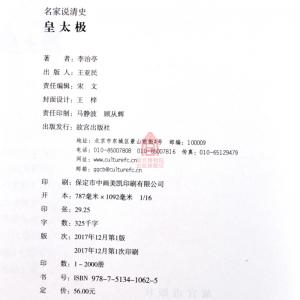 名家说清史
皇太极
著　　者：李治亭
出 版 人：王亚民
责任编辑：宋　文
封面设计：王　梓
责任印制：马静波　顾从辉
出版发行：故宫出版社
地址：北京市东城区景山前街4号　邮编：100009
电话：010-85007808　010-85007816　传真：010-65129479
网址：www.culturefc.cn
邮箱：ggcb@culturefc.cn
印　　刷：保定市中画美凯印刷有限公司
开　　本：787毫米×1092毫米　1/16
印　　张：29.25
字　　数：325千字
版　　次：2017年12月第1版
2017年12月第1次印刷
印　　数：1-2000册
书　　号：ISBN 978-7-5134-1062-5
定　　价：56.00元